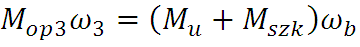 M_{op3}ω_3 = (M_u + M_{szk})ω_b